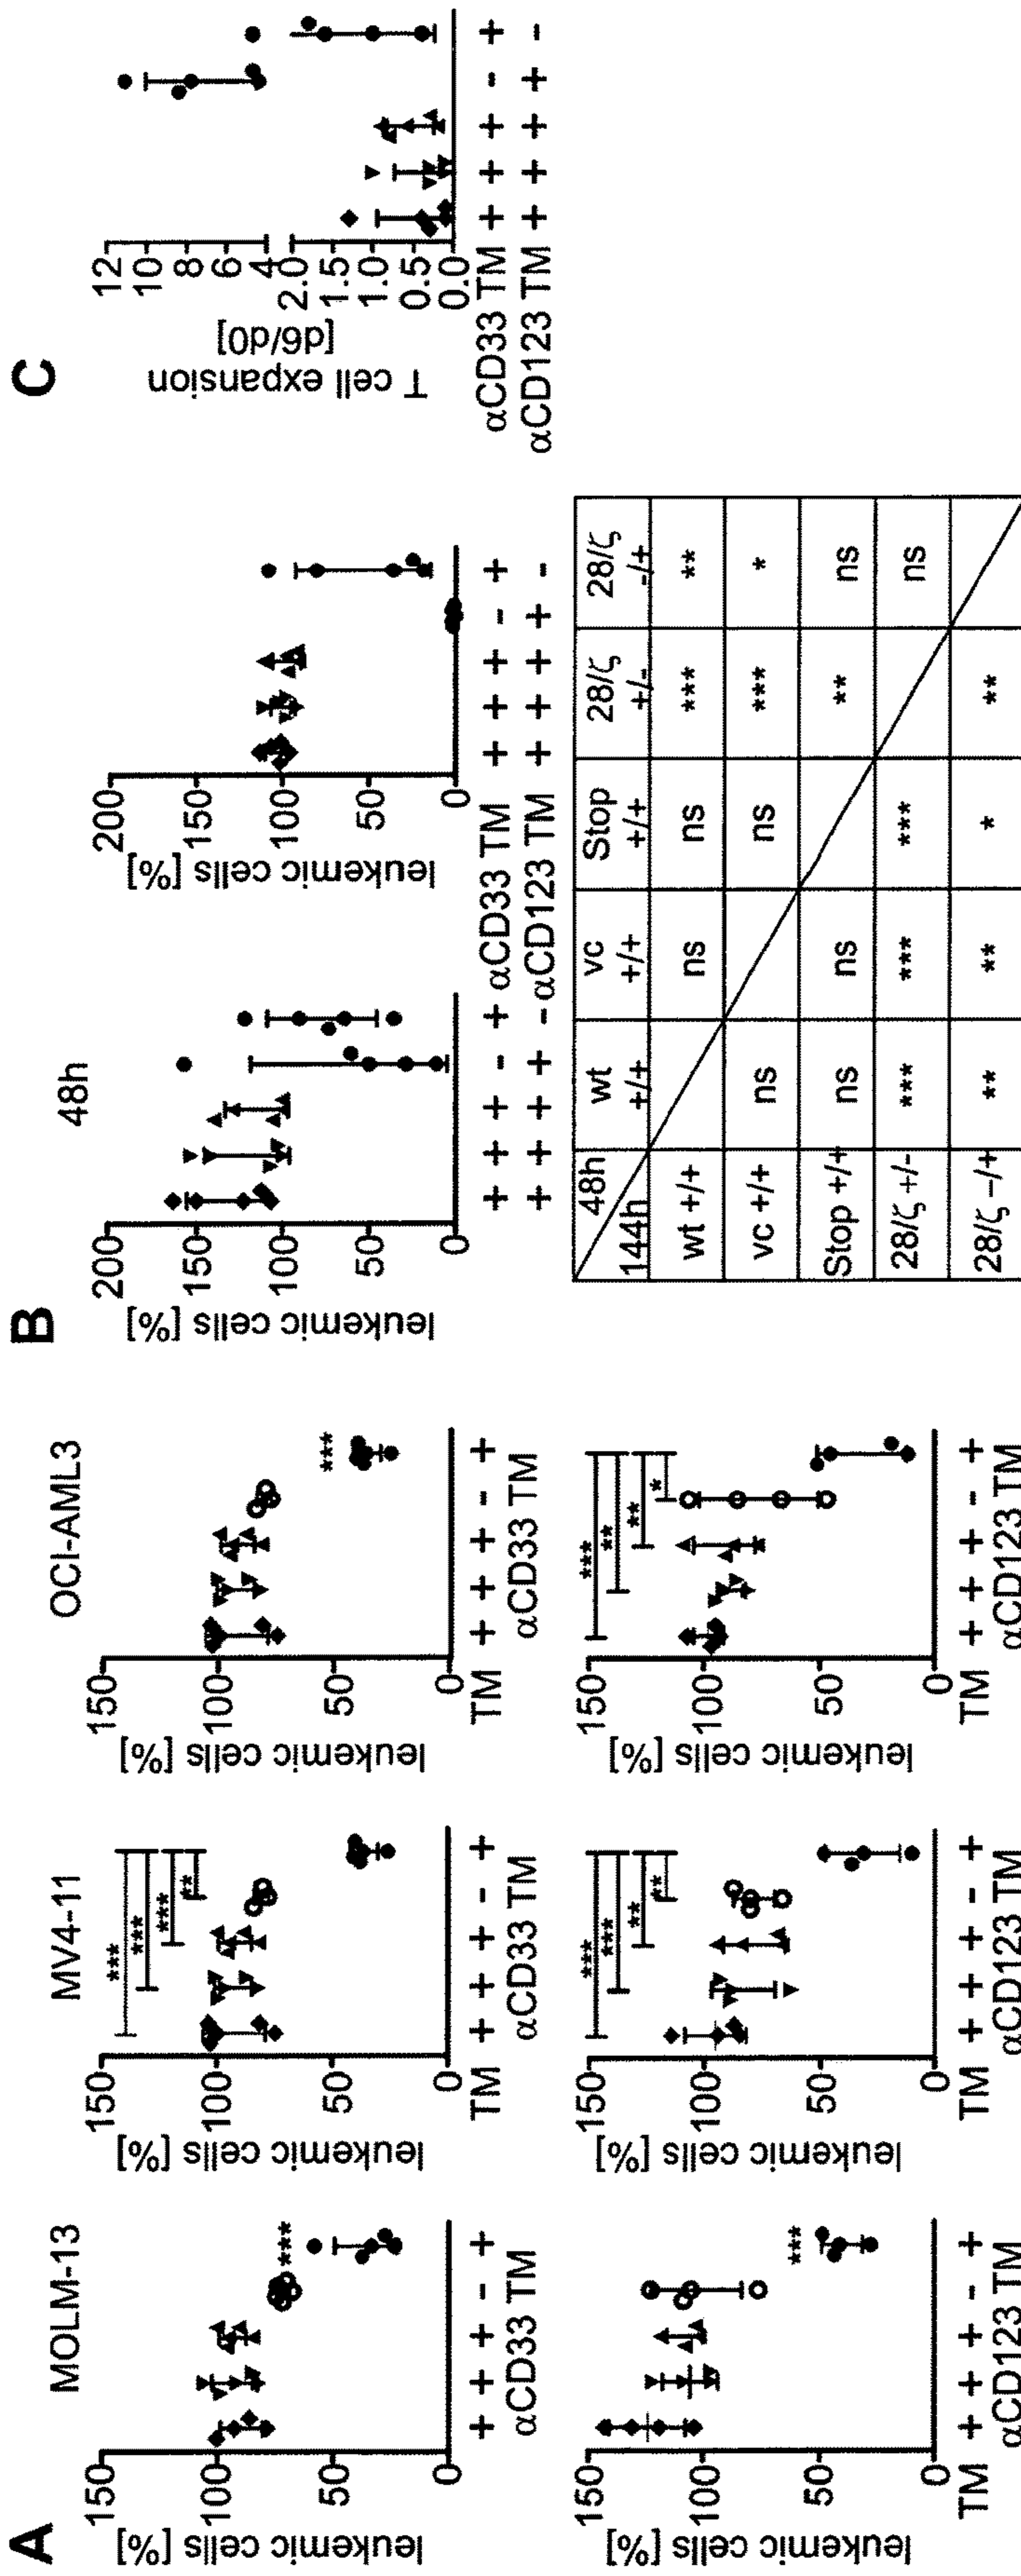 A
MOLM-13
MV4-11
OCI-AML3
leukemic cells [%]
150
100
50
0
****
TM + + + - +
αCD33 TM
leukemic cells [%]
150
100
50
0
***
***
***
**
TM + + + - +
αCD33 TM
leukemic cells [%]
150
100
50
0
***
TM + + + - +
αCD33 TM
leukemic cells [%]
150
100
50
0
***
TM + + + - +
αCD123 TM
leukemic cells [%]
150
100
50
0
***
***
**
**
TM + + + - +
αCD123 TM
leukemic cells [%]
150
100
50
0
***
**
**
*
TM + + + - +
αCD123 TM
B
48h
leukemic cells [%]
200
150
100
50
0
+ + + - +
+ + + + -
leukemic cells [%]
200
150
100
50
0
αCD33 TM + + + - +
αCD123 TM + + + + -
48h wt vc Stop 28/ζ 28/ζ
144h +/+ +/+ +/+ +/- -/+
wt +/+ ns ns *** **
vc +/+ ns ns *** *
Stop +/+ ns ns ** ns
28/ζ +/- *** *** *** ns
28/ζ –/+ ** ** * **
C
T cell expansion
[d6/d0]
12
10
8
6
4
2.0
1.5
1.0
0.5
0.0
αCD33 TM + + + - +
αCD123 TM + + + + -